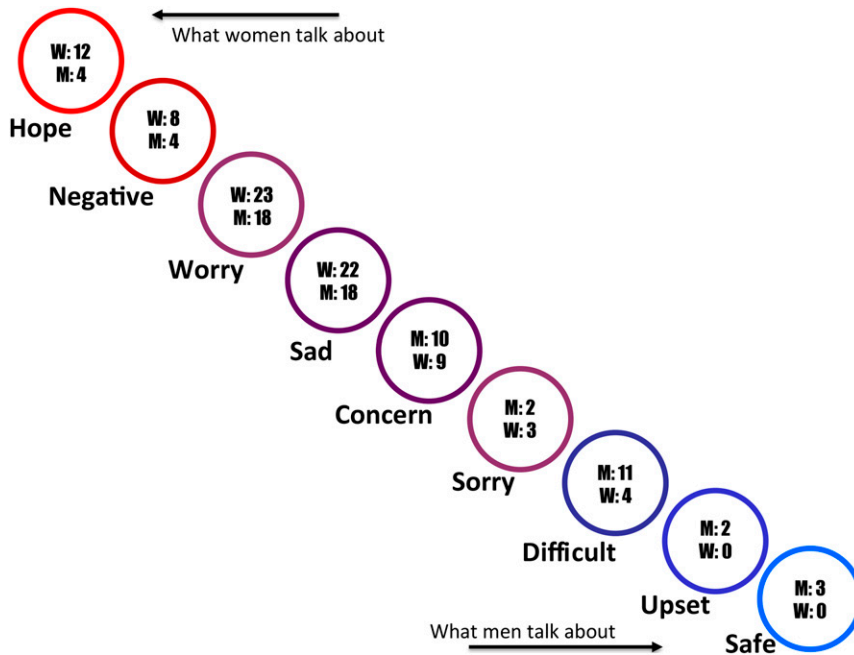 What women talk about
W: 12
M: 4
Hope
W: 8
M: 4
Negative
W: 23
M: 18
Worry
W: 22
M: 18
Sad
M: 10
W: 9
Concern
M: 2
W: 3
Sorry
M: 11
W: 4
Difficult
M: 2
W: 0
Upset
M: 3
W: 0
Safe
What men talk about